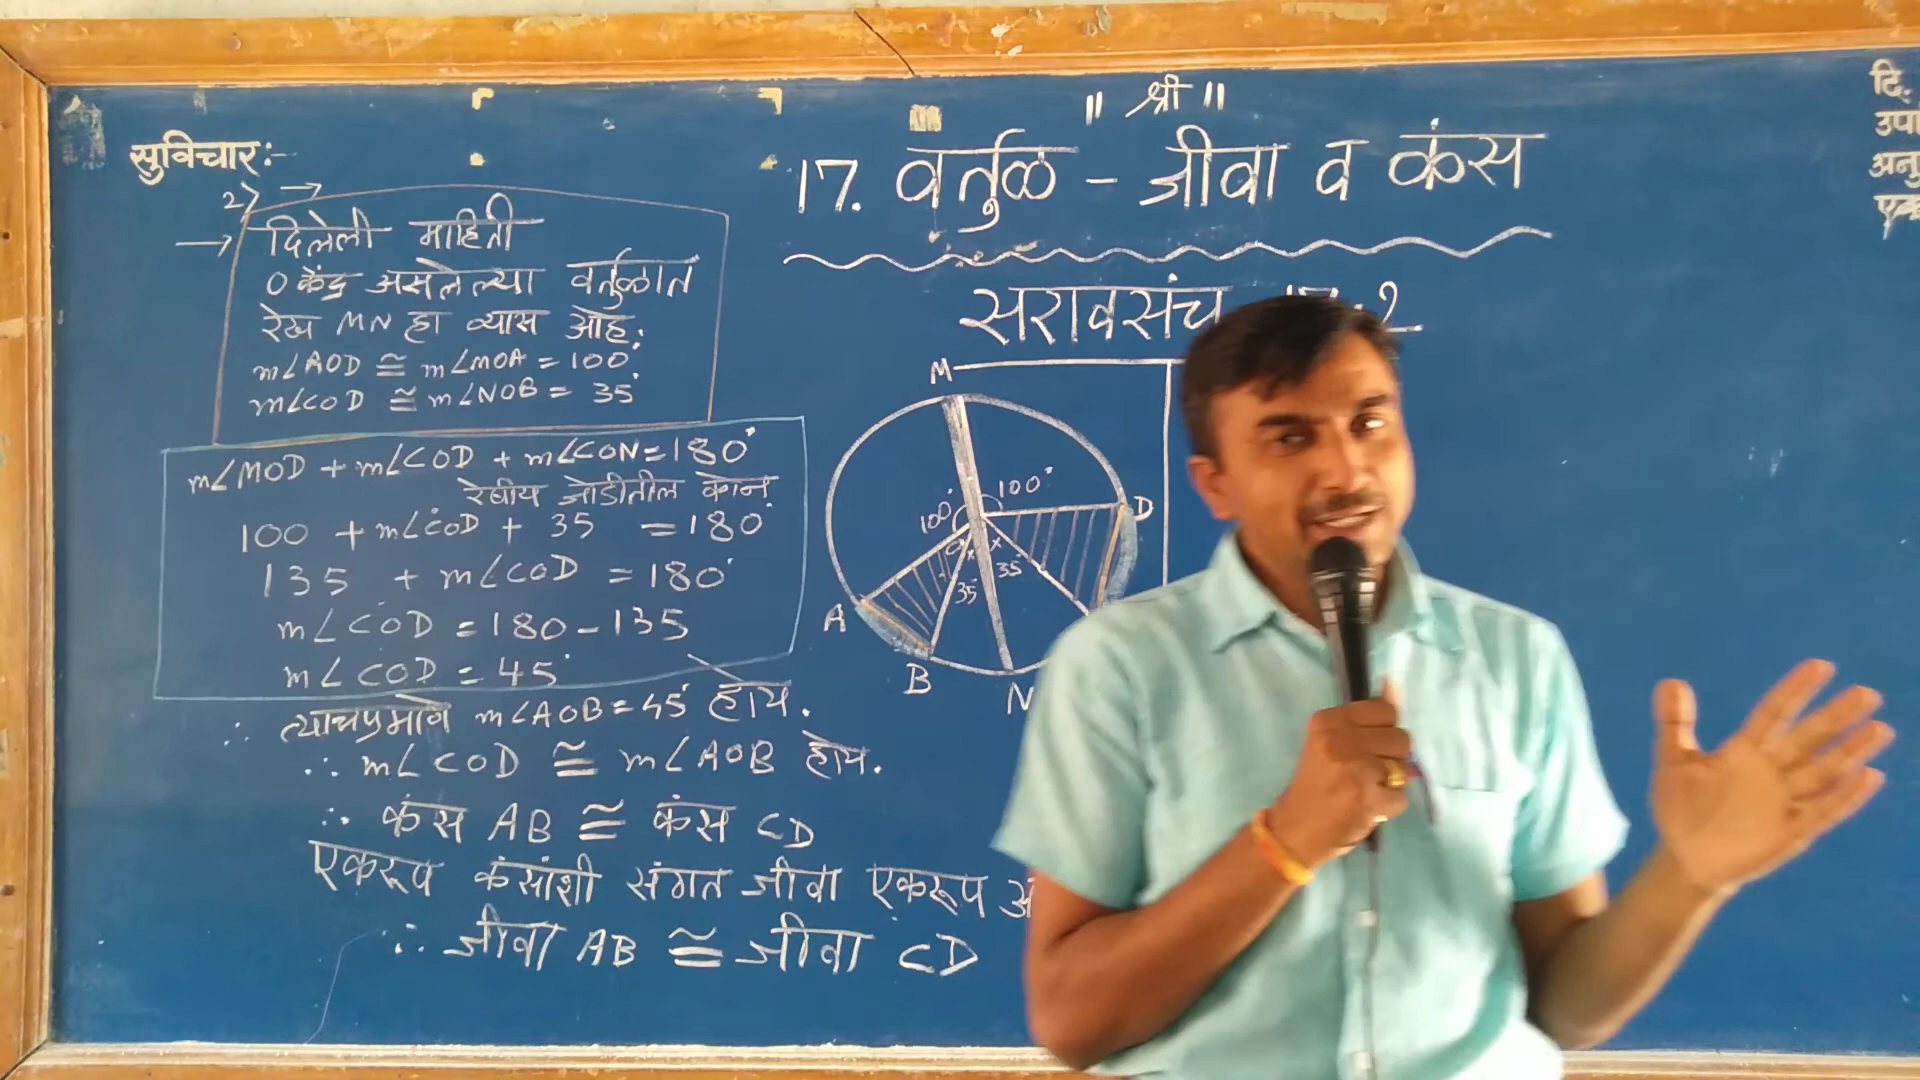 ॥ श्री ॥
सुविचार:-
17. वर्तुळ - जीवा व कंस
सरावसंच
2) →
→ दिलेली माहिती
O केंद्र असलेल्या वर्तुळात
रेख MN हा व्यास आहे.
m∠AOD ≅ m∠MOA = 100°
m∠COD ≅ m∠NOB = 35°
m∠MOD + m∠COD + m∠CON = 180°
रेषीय जोडीतील कोन
100 + m∠COD + 35 = 180°
135 + m∠COD = 180°
m∠COD = 180 - 135
m∠COD = 45°
∴ त्याचप्रमाणे m∠AOB = 45° होय.
∴ m∠COD ≅ m∠AOB होय.
∴ कंस AB ≅ कंस CD
एकरूप कंसांशी संगत जीवा एकरूप
∴ जीवा AB ≅ जीवा CD
M
100°
100°
D
O
x
x
35
35
A
B
N
दि.